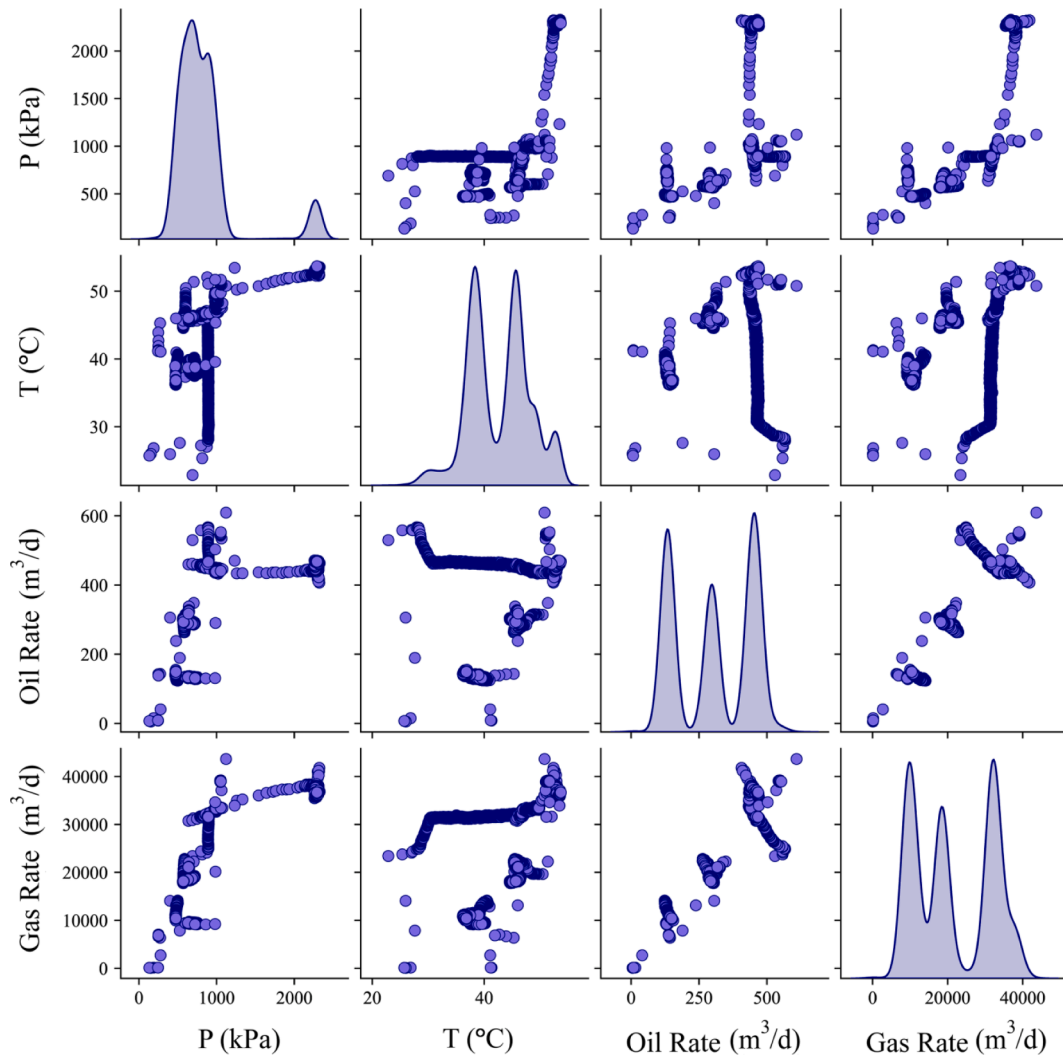 P (kPa)
2000
1500
1000
500
T (°C)
50
40
30
Oil Rate (m³/d)
600
400
200
0
Gas Rate (m³/d)
40000
30000
20000
10000
0
0 1000 2000
20 40
0 500
0 20000 40000
P (kPa)
T (°C)
Oil Rate (m³/d)
Gas Rate (m³/d)